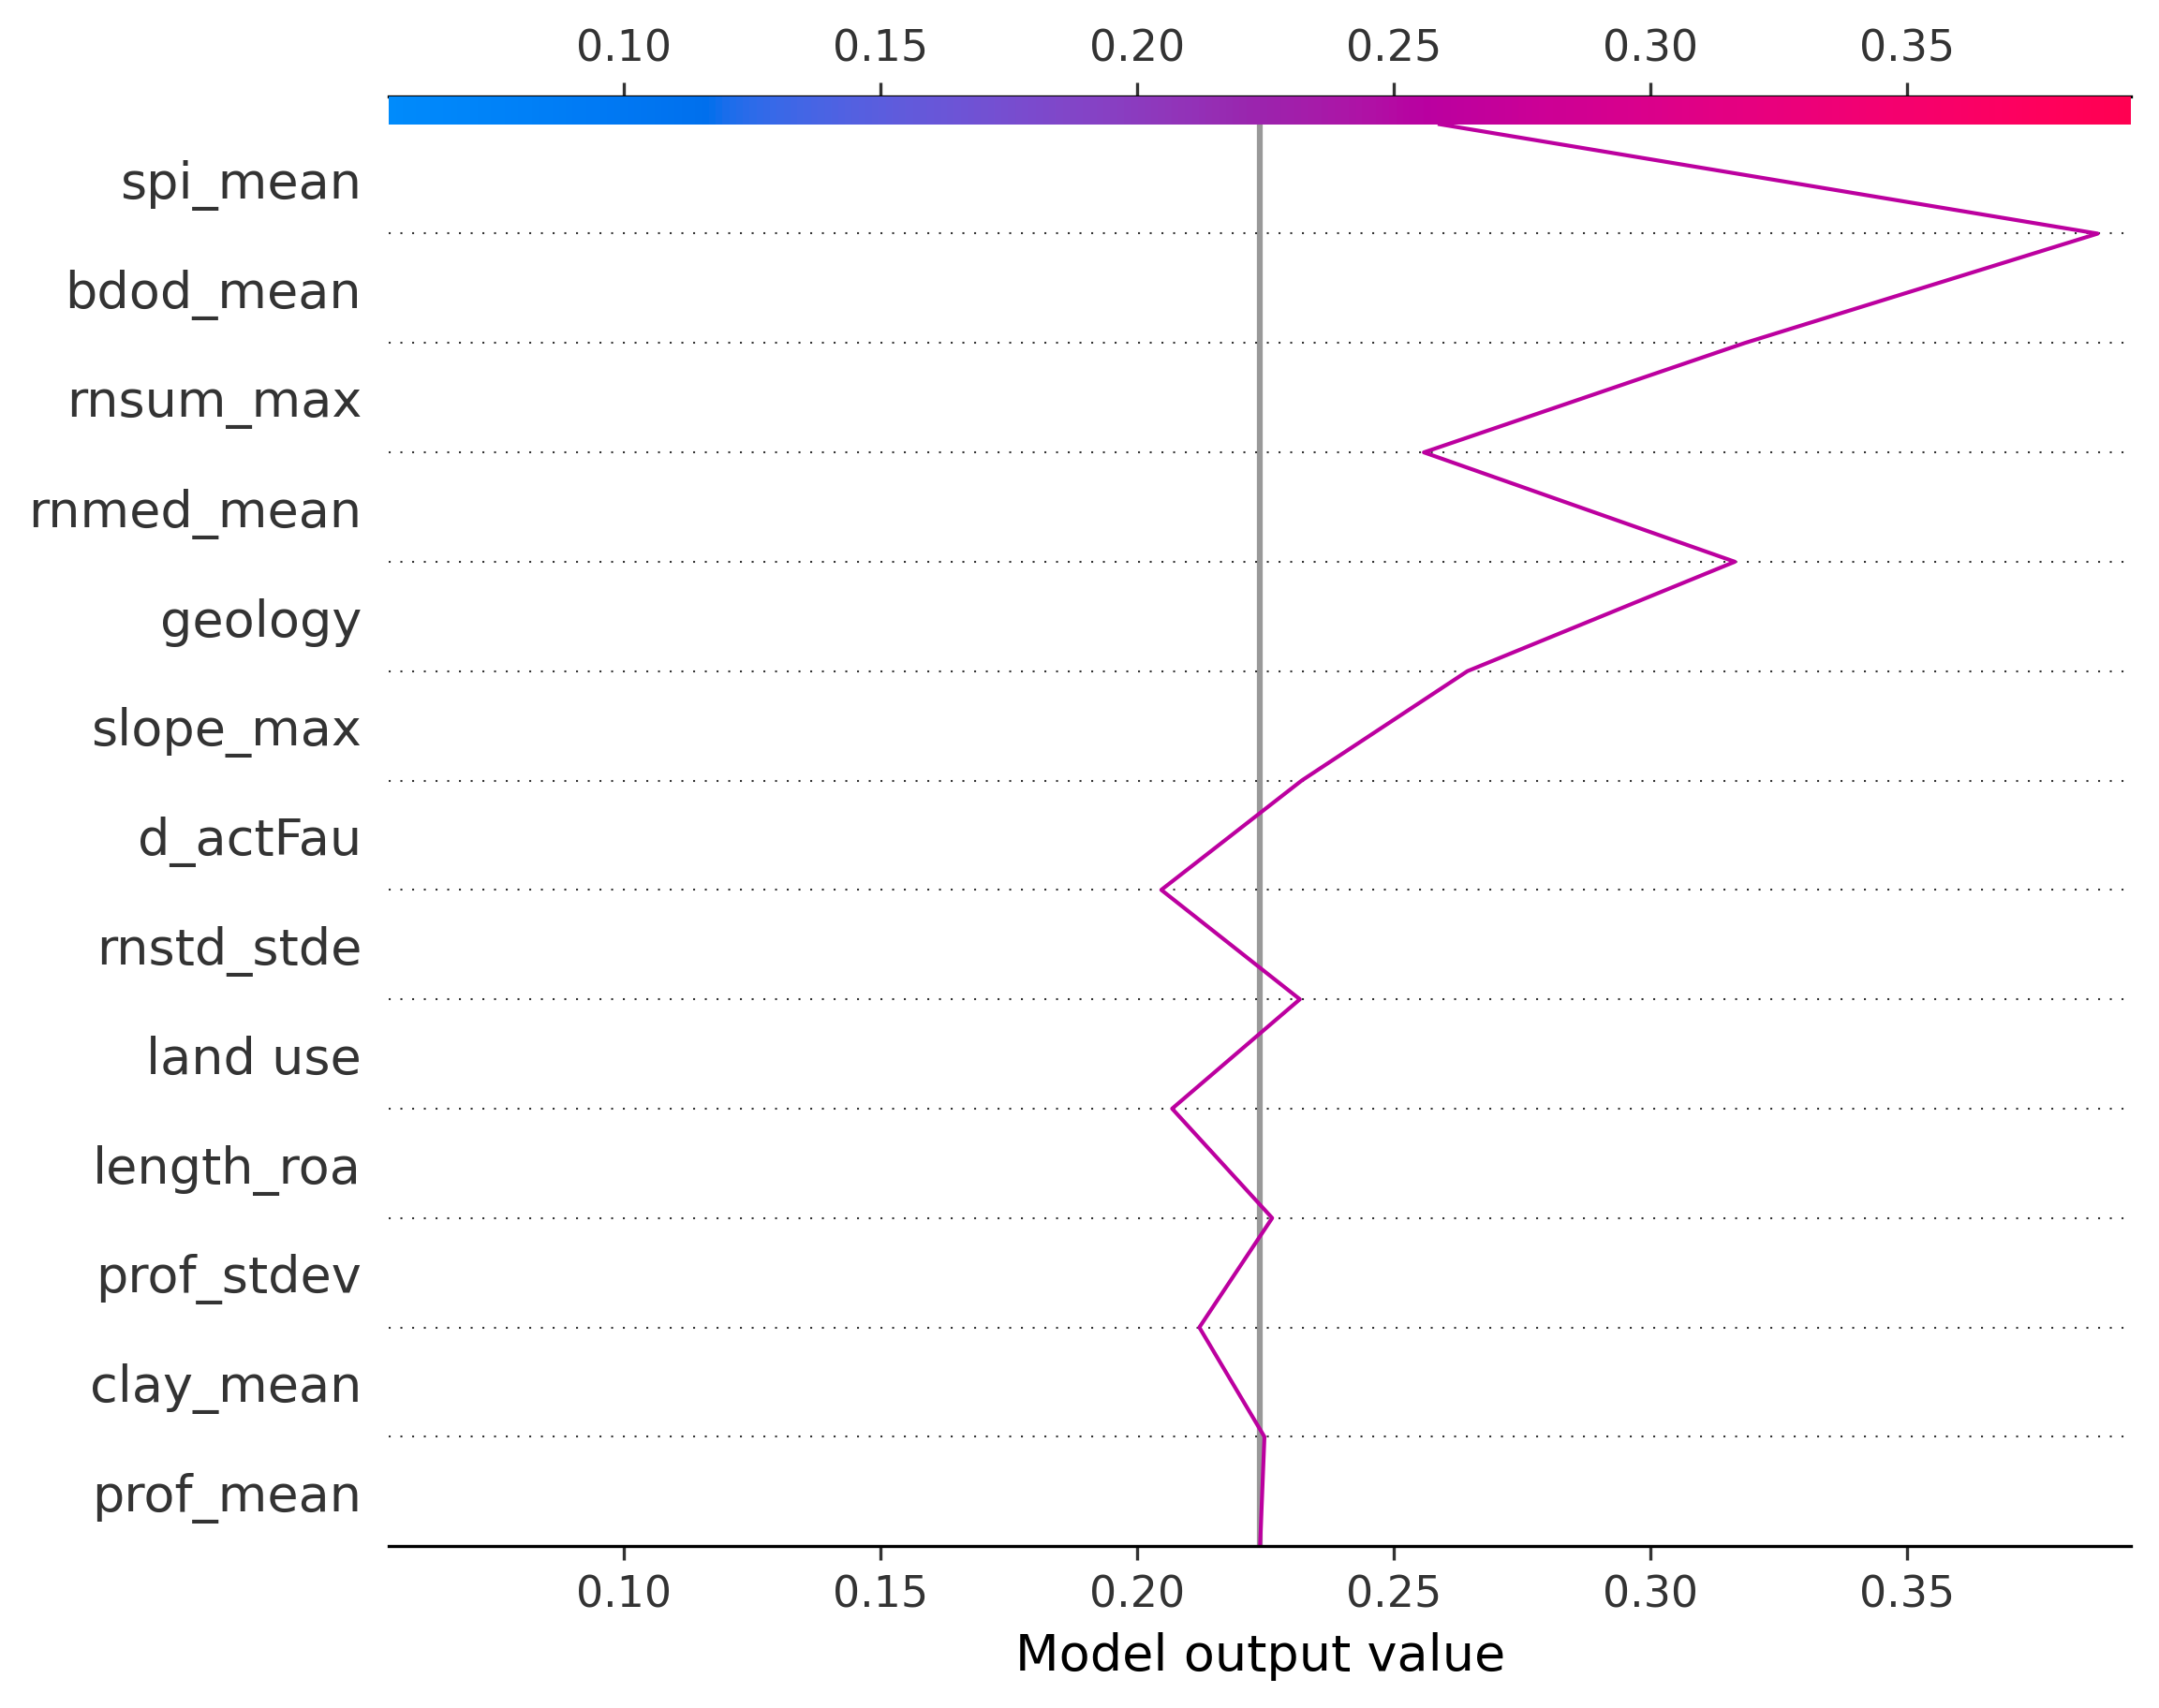 0.10 0.15 0.20 0.25 0.30 0.35
spi_mean
bdod_mean
rnsum_max
rnmed_mean
geology
slope_max
d_actFau
rnstd_stde
land use
length_roa
prof_stdev
clay_mean
prof_mean
0.10 0.15 0.20 0.25 0.30 0.35
Model output value